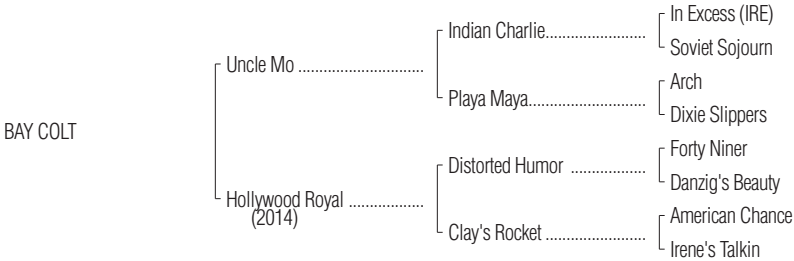 In Excess (IRE)
Indian Charlie.......................
Soviet Sojourn
Uncle Mo ............................
Arch
Playa Maya...........................
Dixie Slippers
BAY COLT
Forty Niner
Distorted Humor .................
Danzig's Beauty
Hollywood Royal .................
(2014)
American Chance
Clay's Rocket .......................
Irene's Talkin